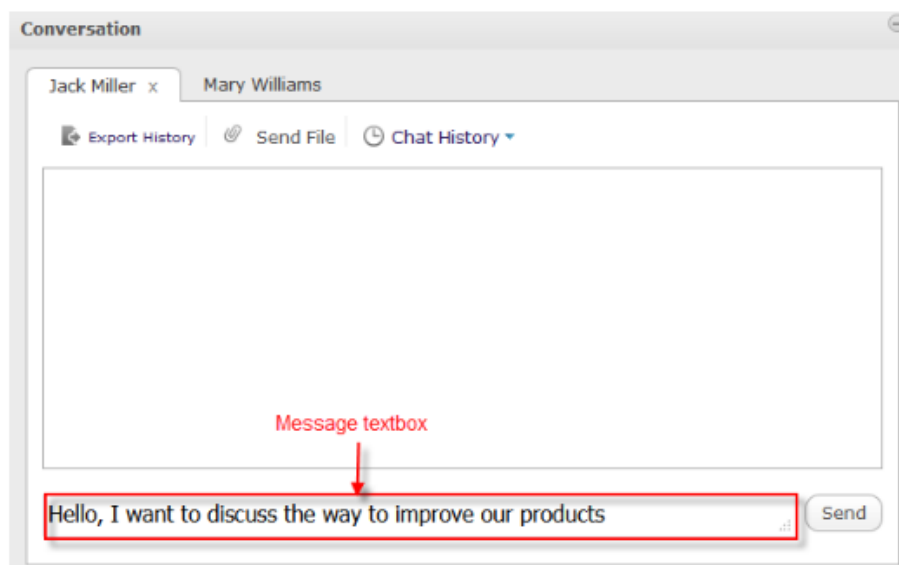 Conversation
Jack Miller x Mary Williams
Export History Send File Chat History
Message textbox
Hello, I want to discuss the way to improve our products
Send